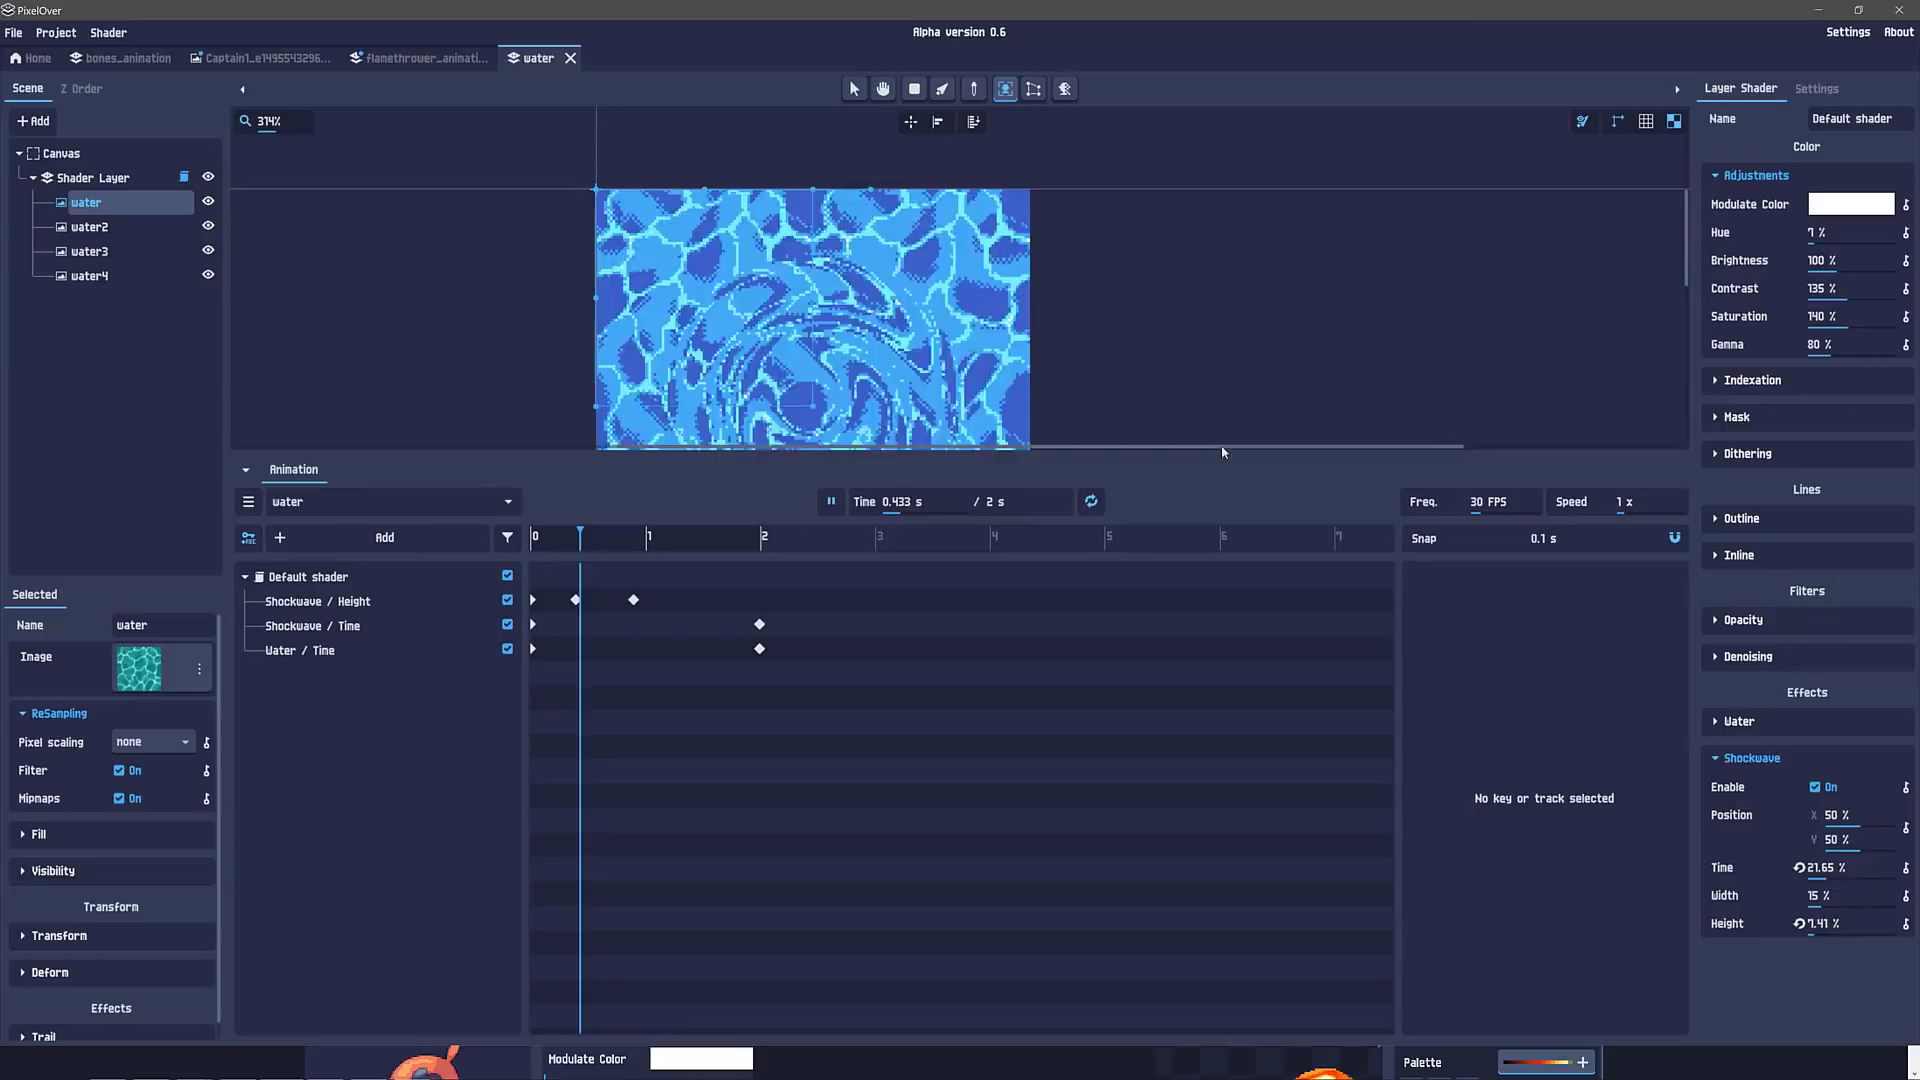 PixelOver
File Project Shader
Alpha version 0.6
Settings About
Home
bones_animation
Captain1_e1495543296...
flamethrower_animati...
water
Scene Z Order
Add
Canvas
Shader Layer
water
water2
water3
water4
314%
Layer Shader Settings
Name Default shader
Color
Adjustments
Modulate Color
Hue 7 %
Brightness 100 %
Contrast 135 %
Saturation 140 %
Gamma 80 %
Indexation
Mask
Dithering
Lines
Outline
Inline
Filters
Opacity
Denoising
Effects
Water
Shockwave
Enable On
Position X 50 %
Y 50 %
Time 21.65 %
Width 15 %
Height 7.41 %
Animation
water
Time 0.433 s / 2 s
Freq. 30 FPS Speed 1 x
Add
0 1 2 3 4 5 6 7
Snap 0.1 s
Default shader
Shockwave / Height
Shockwave / Time
Water / Time
No key or track selected
Selected
Name water
Image
ReSampling
Pixel scaling none
Filter On
Mipmaps On
Fill
Visibility
Transform
Transform
Deform
Effects
Trail
Modulate Color
Palette